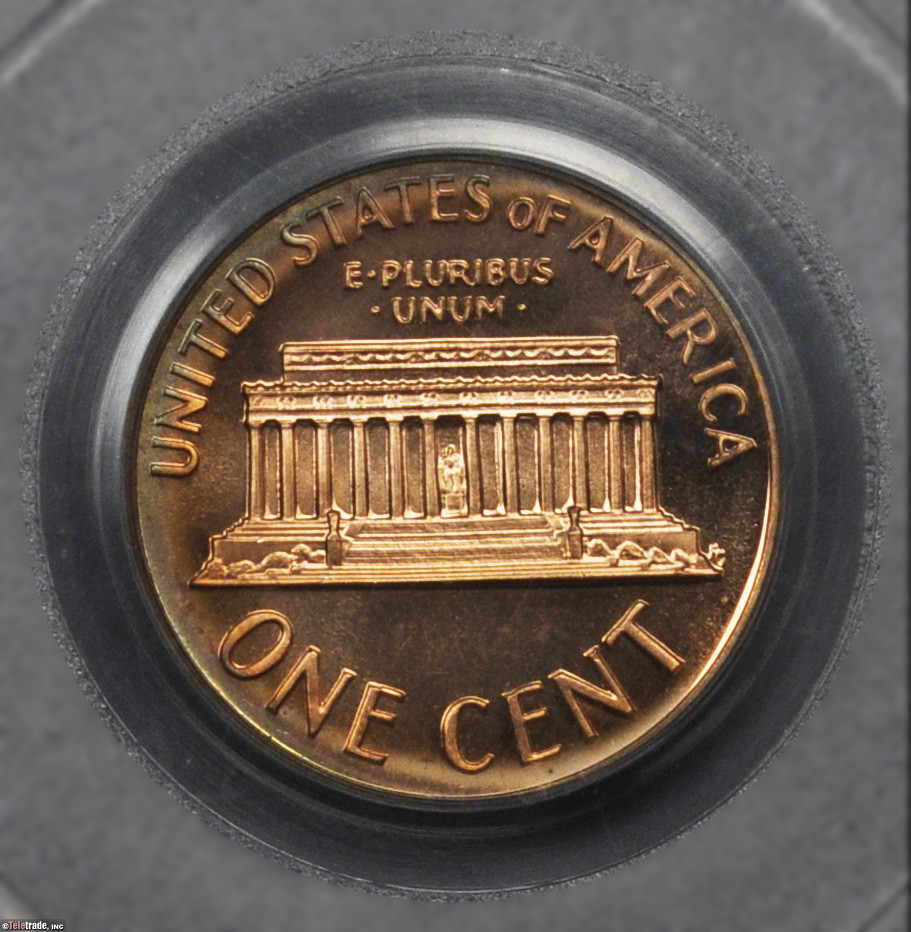 UNITED STATES OF AMERICA
E·PLURIBUS
·UNUM·
ONE CENT
©Teletrade, INC